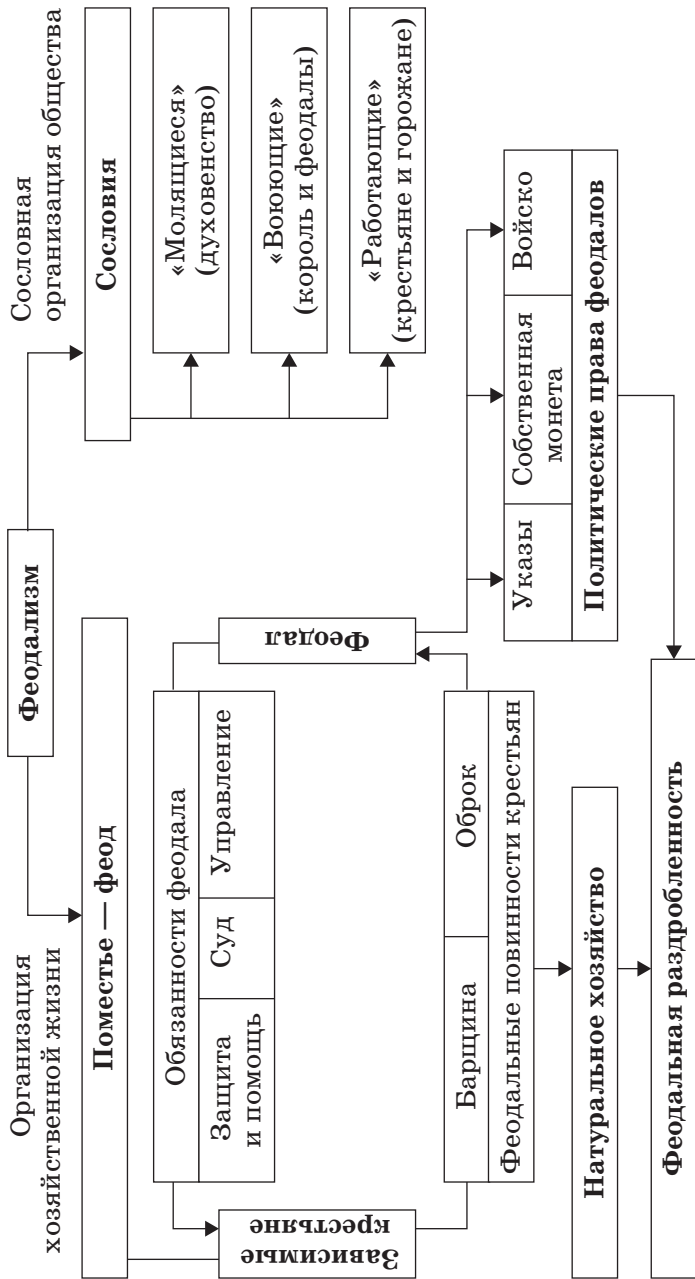 Феодализм
Организация
хозяйственной жизни
Сословная
организация общества
Поместье — феод
Обязанности феодала
Защита
и помощь
Суд
Управление
Зависимые
крестьяне
Феодал
Барщина
Оброк
Феодальные повинности крестьян
Натуральное хозяйство
Феодальная раздробленность
Сословия
«Молящиеся»
(духовенство)
«Воюющие»
(король и феодалы)
«Работающие»
(крестьяне и горожане)
Указы
Собственная
монета
Войско
Политические права феодалов